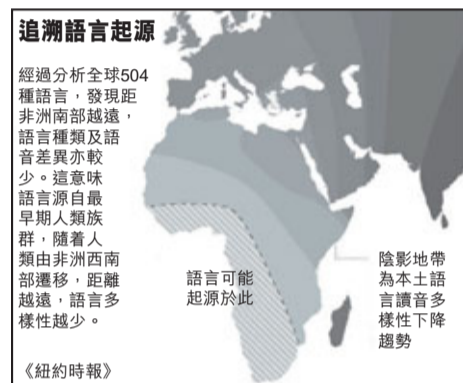 追溯語言起源
經過分析全球504
種語言，發現距
非洲南部越遠，
語言種類及語
音差異亦較
少。這意味
語言源自最
早期人類族
群，隨着人
類由非洲西南
部遷移，距離
越遠，語言多
樣性越少。
《紐約時報》
語言可能
起源於此
陰影地帶
為本土語
言讀音多
樣性下降
趨勢